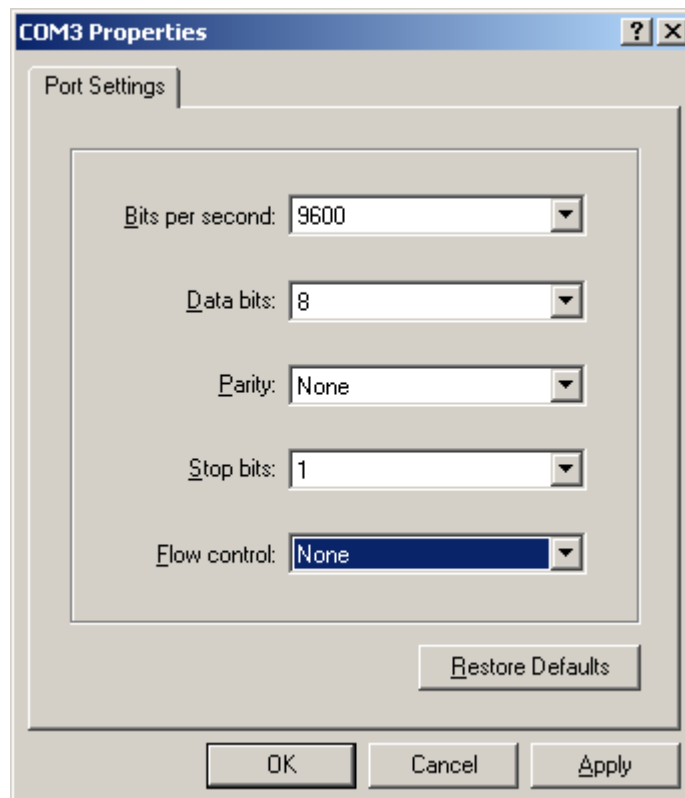 COM3 Properties
Port Settings
Bits per second: 9600
Data bits: 8
Parity: None
Stop bits: 1
Flow control: None
Restore Defaults
OK Cancel Apply